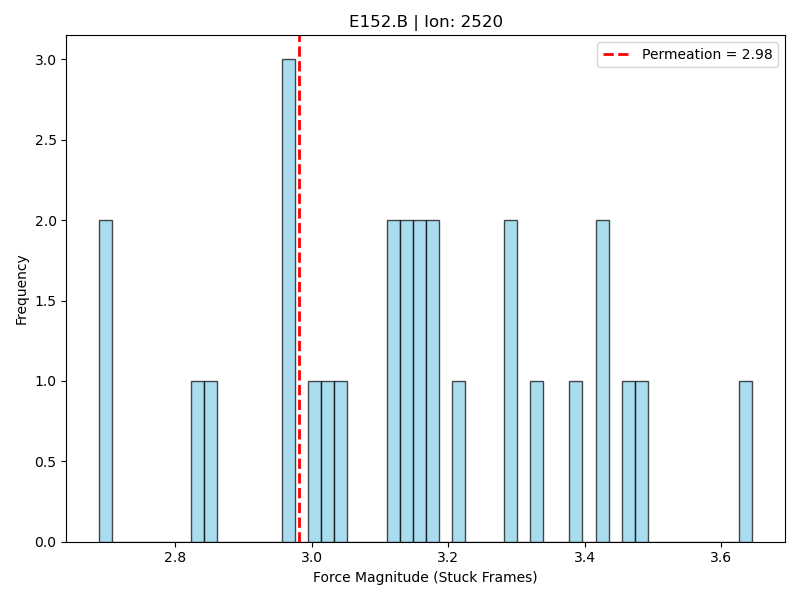 E152.B | Ion: 2520
Permeation = 2.98
3.0
2.5
2.0
1.5
1.0
0.5
0.0
Frequency
2.8 3.0 3.2 3.4 3.6
Force Magnitude (Stuck Frames)